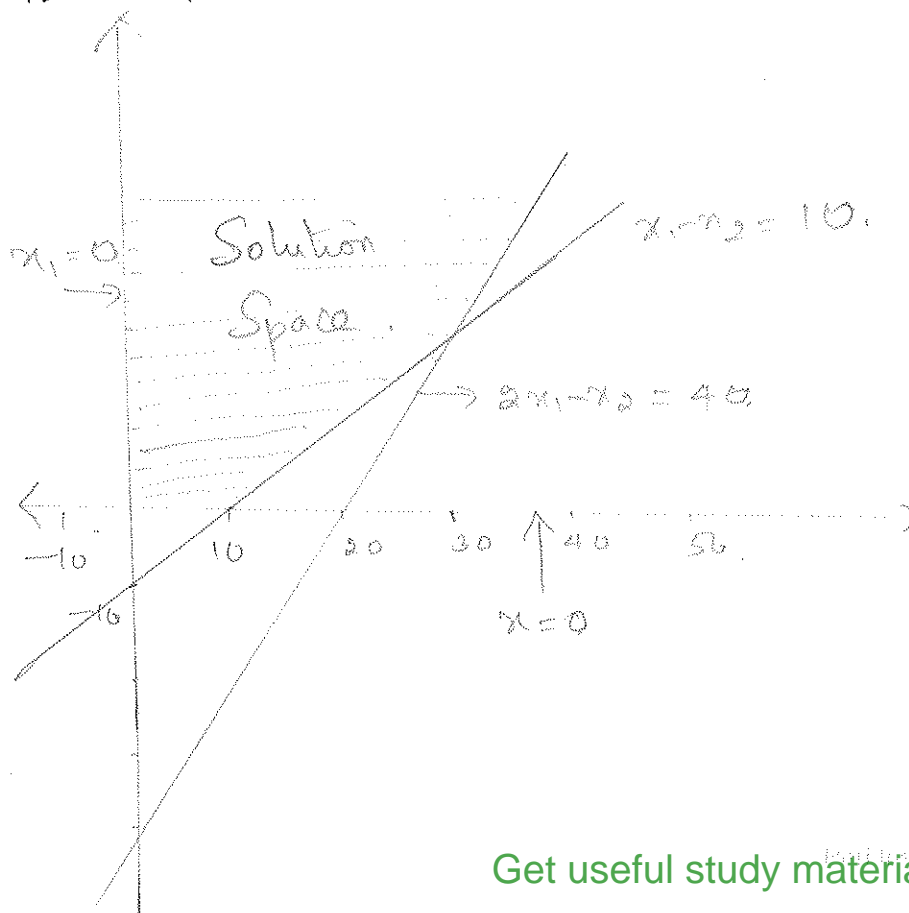 x₁=0
Solution
Space.
x₁-x₂=10.
→ 2x₁-x₂=40
-10
10
20
30
40
50.
-10
x=0
Get useful study materia